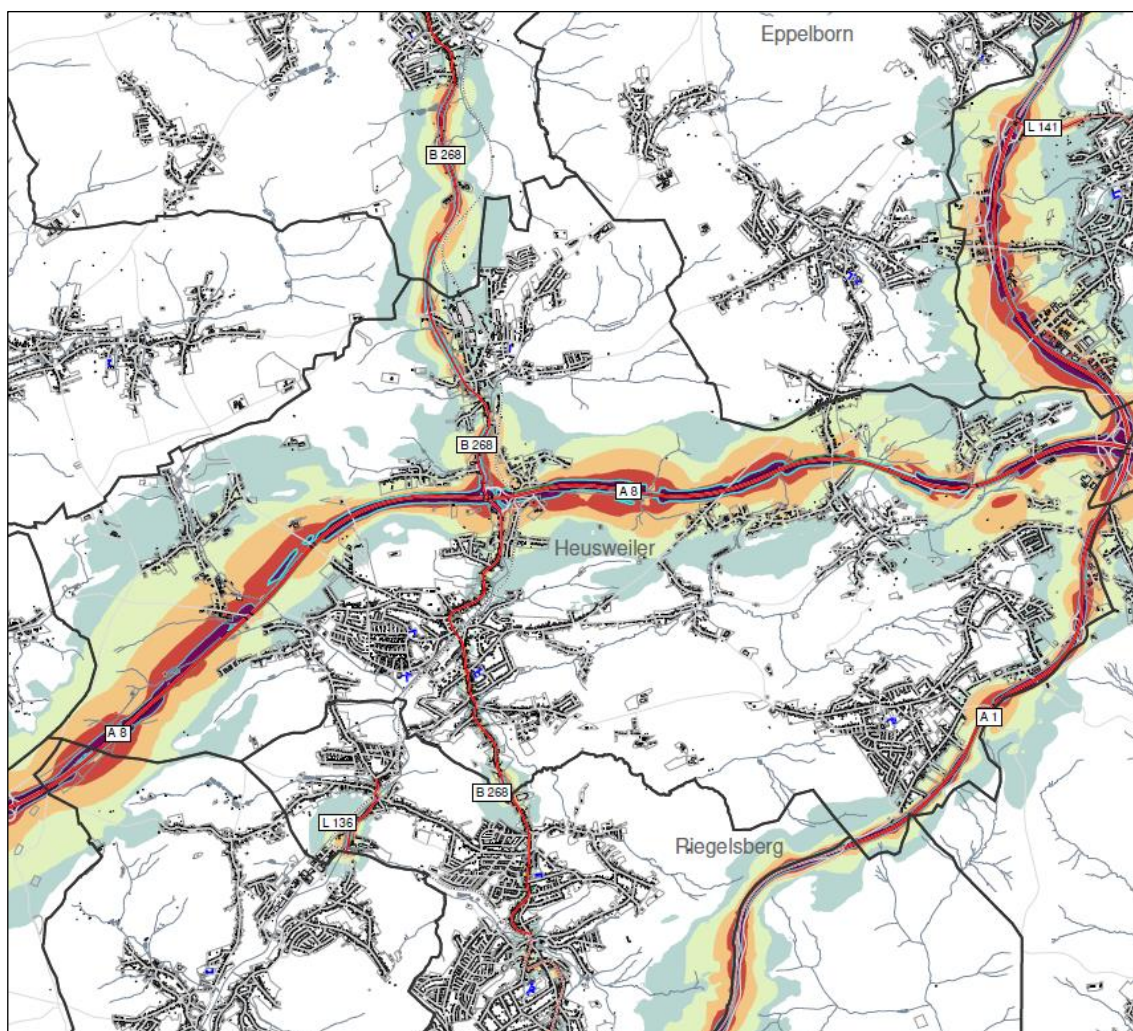 Eppelborn
L 141
B 268
B 268
A 8
Heusweiler
A 1
A 8
B 268
L 136
Riegelsberg